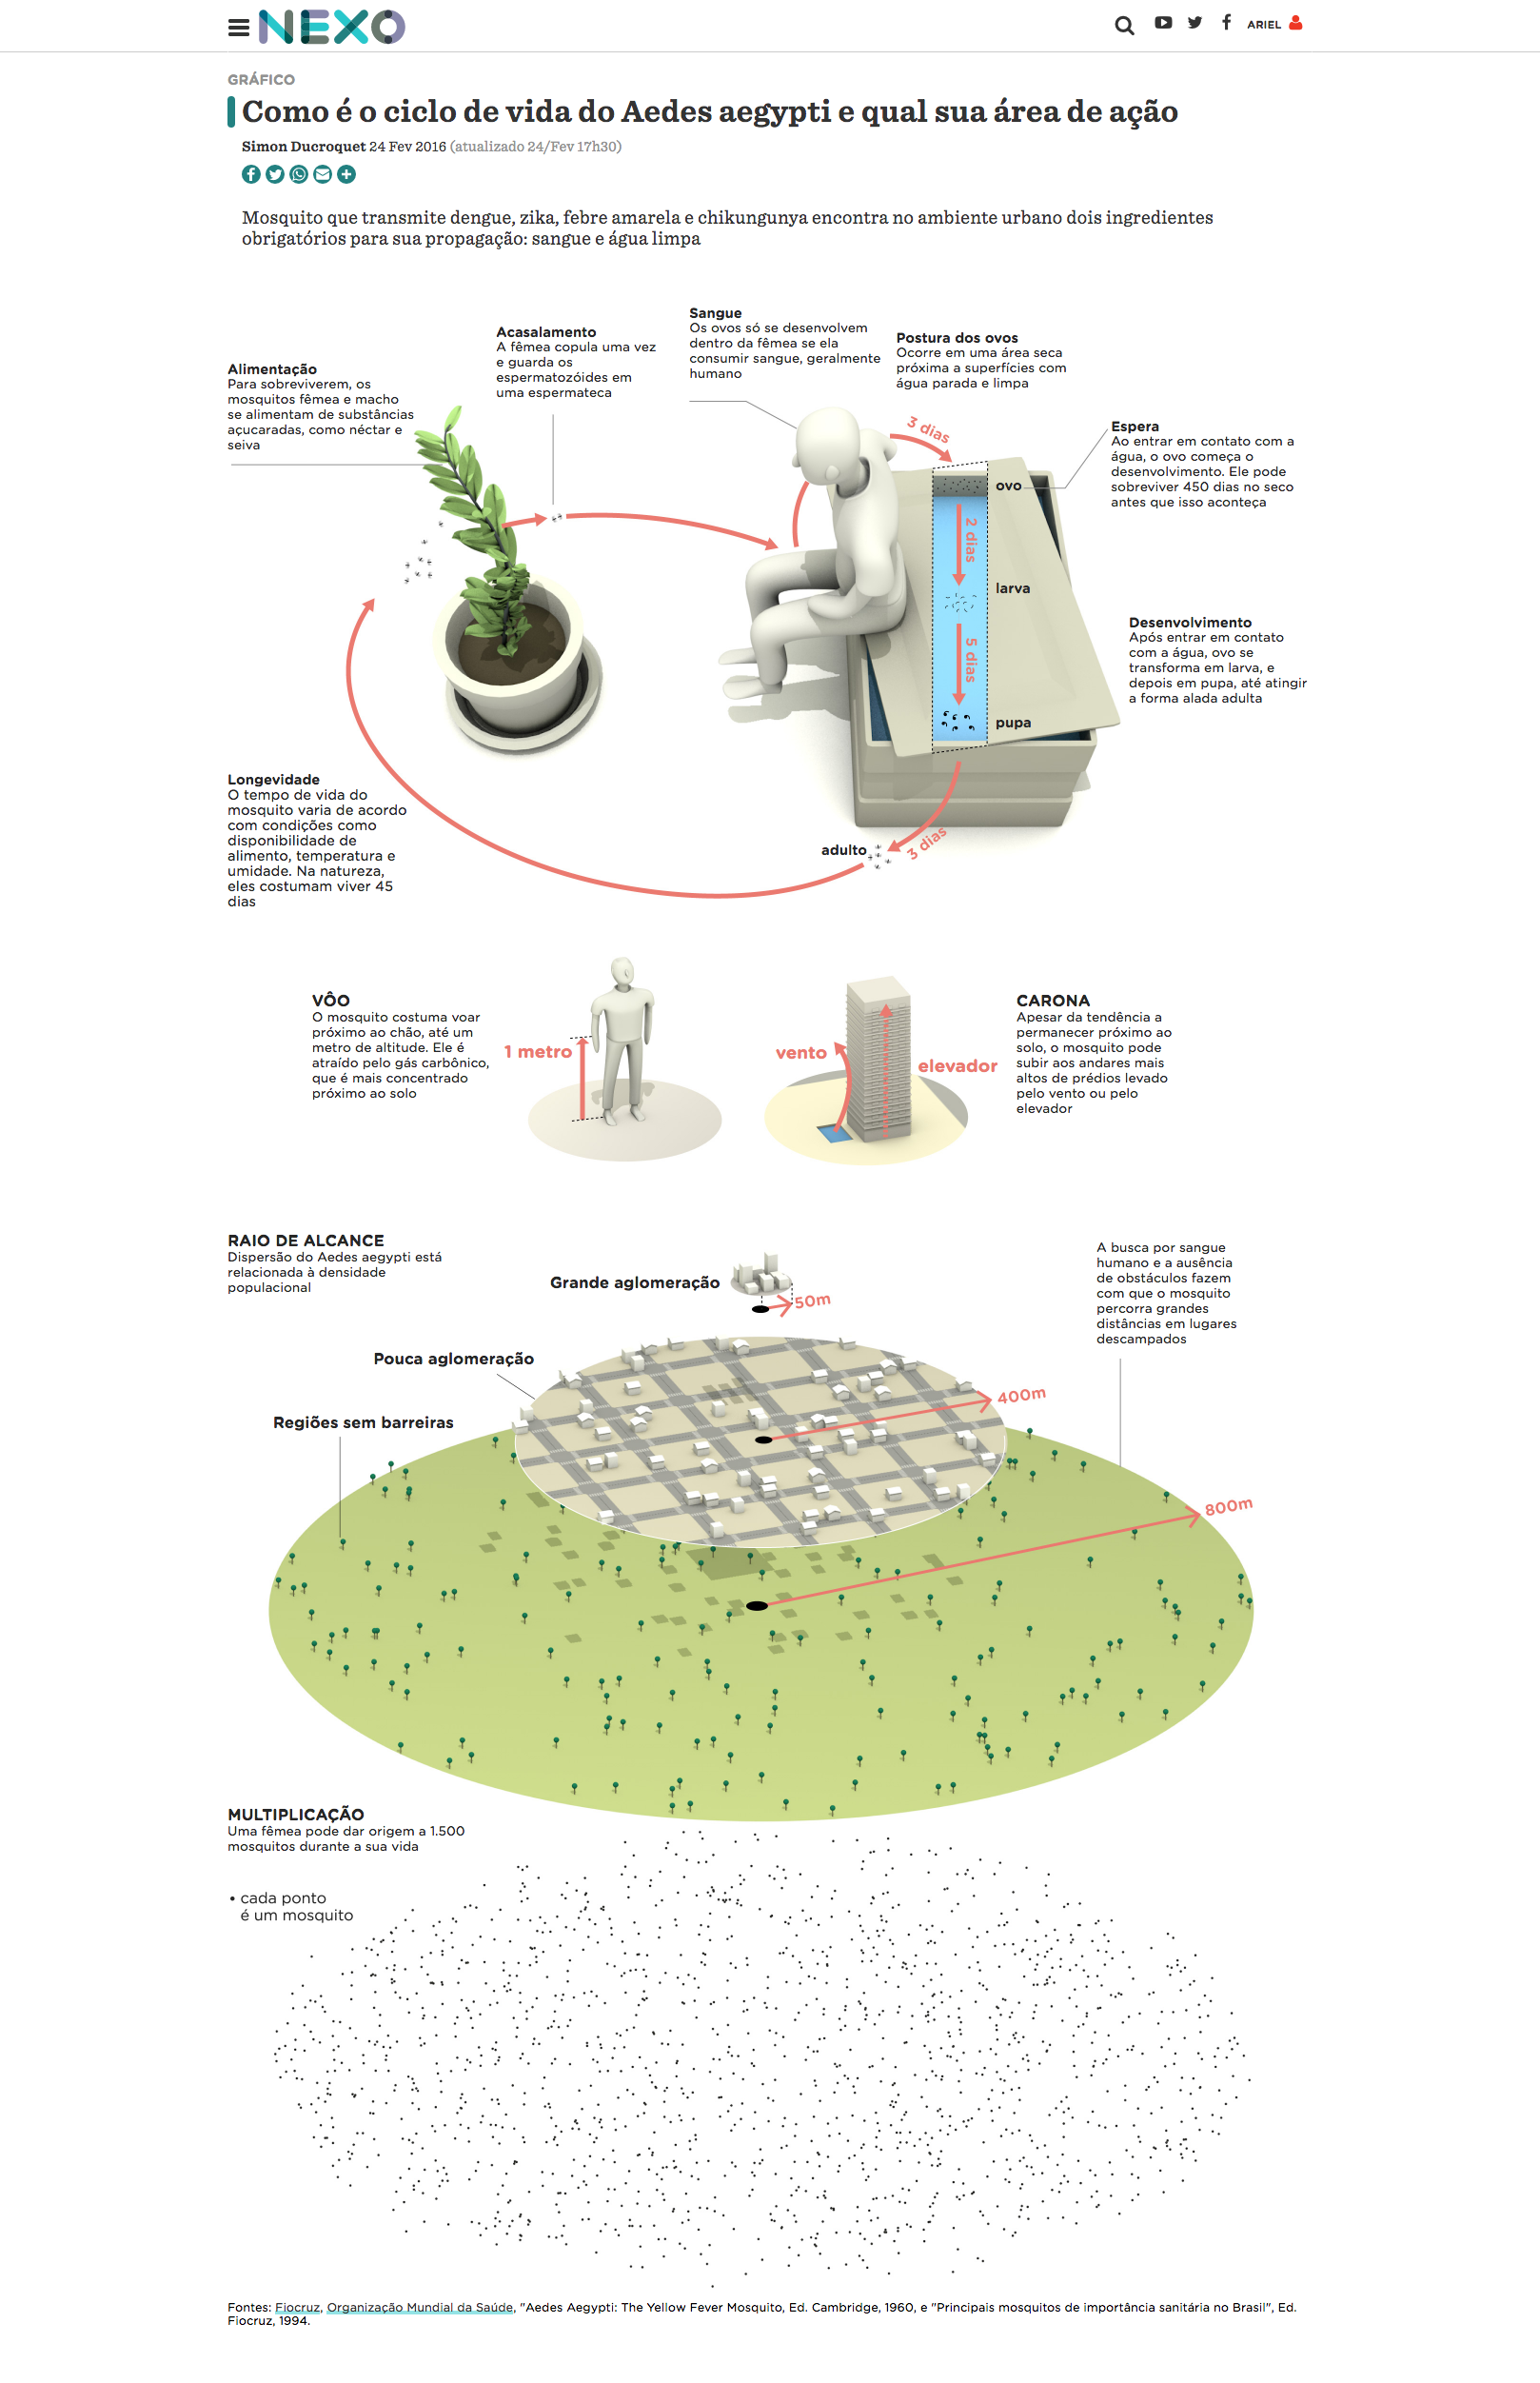 NEXO
ARIEL
GRÁFICO
Como é o ciclo de vida do Aedes aegypti e qual sua área de ação
Simon Ducroquet 24 Fev 2016 (atualizado 24/Fev 17h30)
Mosquito que transmite dengue, zika, febre amarela e chikungunya encontra no ambiente urbano dois ingredientes
obrigatórios para sua propagação: sangue e água limpa
Alimentação
Para sobreviverem, os
mosquitos fêmea e macho
se alimentam de substâncias
açucaradas, como néctar e
seiva
Acasalamento
A fêmea copula uma vez
e guarda os
espermatozóides em
uma espermateca
Sangue
Os ovos só se desenvolvem
dentro da fêmea se ela
consumir sangue, geralmente
humano
Postura dos ovos
Ocorre em uma área seca
próxima a superfícies com
água parada e limpa
3 dias
Espera
Ao entrar em contato com a
água, o ovo começa o
desenvolvimento. Ele pode
sobreviver 450 dias no seco
antes que isso aconteça
ovo
2 dias
larva
5 dias
pupa
Desenvolvimento
Após entrar em contato
com a água, ovo se
transforma em larva, e
depois em pupa, até atingir
a forma alada adulta
3 dias
adulto
Longevidade
O tempo de vida do
mosquito varia de acordo
com condições como
disponibilidade de
alimento, temperatura e
umidade. Na natureza,
eles costumam viver 45
dias
VÔO
O mosquito costuma voar
próximo ao chão, até um
metro de altitude. Ele é
atraído pelo gás carbônico,
que é mais concentrado
próximo ao solo
1 metro
vento
elevador
CARONA
Apesar da tendência a
permanecer próximo ao
solo, o mosquito pode
subir aos andares mais
altos de prédios levado
pelo vento ou pelo
elevador
RAIO DE ALCANCE
Dispersão do Aedes aegypti está
relacionada à densidade
populacional
Grande aglomeração
50m
A busca por sangue
humano e a ausência
de obstáculos fazem
com que o mosquito
percorra grandes
distâncias em lugares
descampados
Pouca aglomeração
400m
Regiões sem barreiras
800m
MULTIPLICAÇÃO
Uma fêmea pode dar origem a 1.500
mosquitos durante a sua vida
• cada ponto
é um mosquito
Fontes: Fiocruz, Organização Mundial da Saúde, "Aedes Aegypti: The Yellow Fever Mosquito, Ed. Cambridge, 1960, e "Principais mosquitos de importância sanitária no Brasil", Ed.
Fiocruz, 1994.